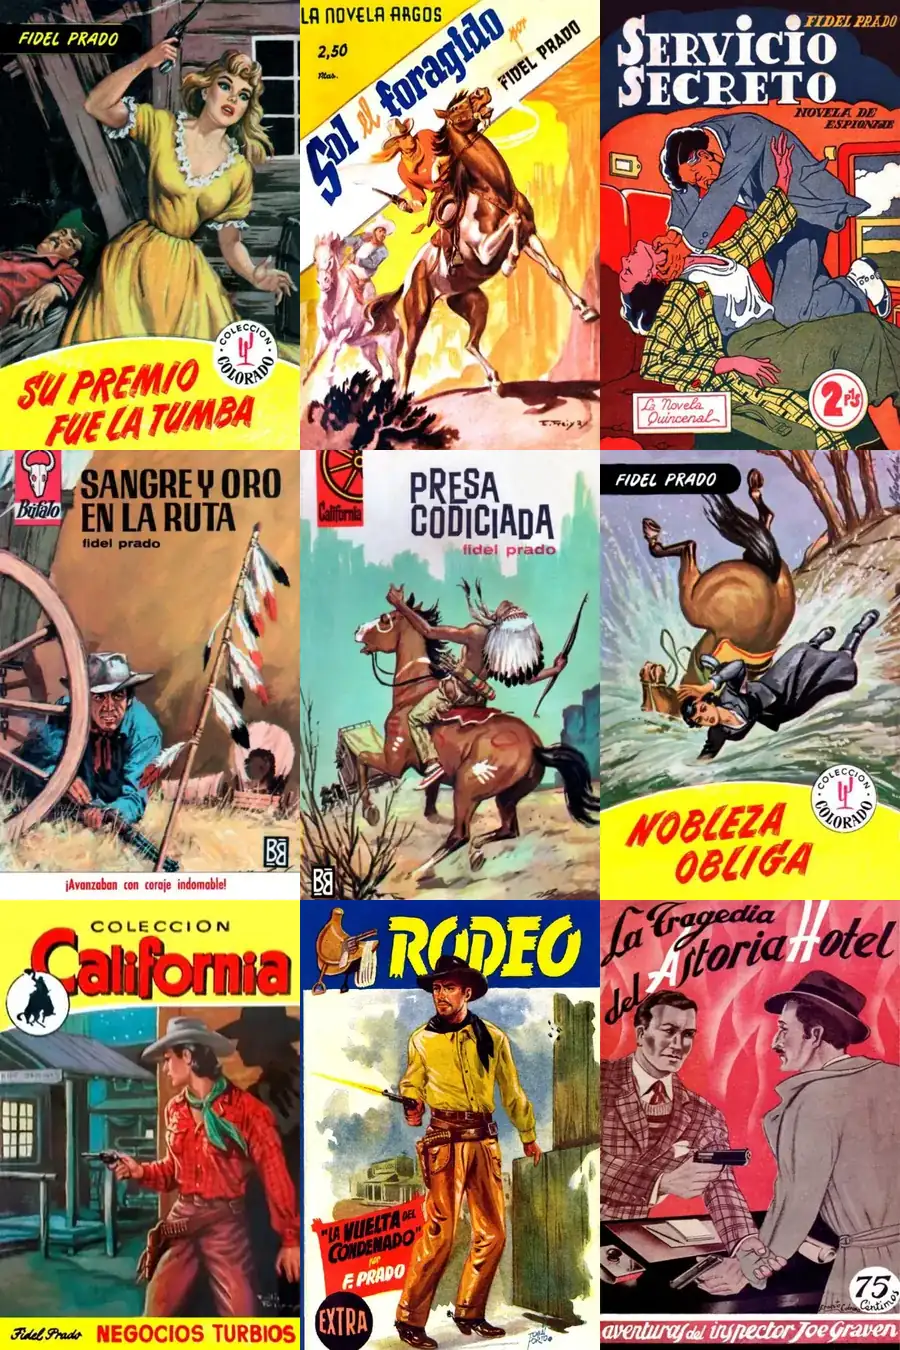 FIDEL PRADO
COLECCION
COLORADO
SU PREMIO
FUE LA TUMBA
LA NOVELA ARGOS
2,50
Ptas.
Sol el foragido
por
FIDEL PRADO
FIDEL PRADO
SERVICIO
SECRETO
NOVELA DE
ESPIONAJE
La Novela
Quincenal
2 pts
Búfalo
SANGRE Y ORO
EN LA RUTA
fidel prado
BB
¡Avanzaban con coraje indomable!
California
PRESA
CODICIADA
fidel prado
BB
FIDEL PRADO
COLECCION
COLORADO
NOBLEZA
OBLIGA
COLECCION
California
Fidel Prado
NEGOCIOS TURBIOS
RODEO
"LA VUELTA DEL
CONDENADO"
por
F. PRADO
EXTRA
La Tragedia
del Astoria Hotel
75
Céntimos
aventuras del inspector Joe Graven